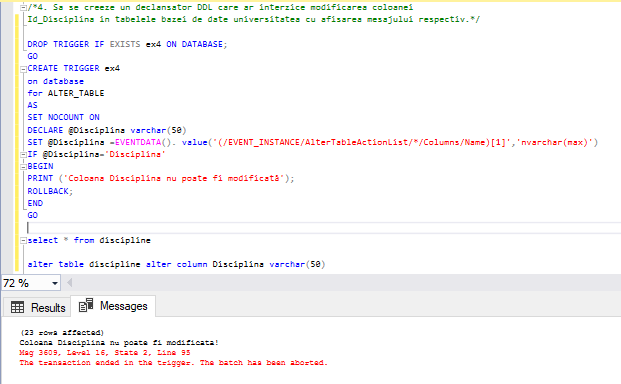 /*4. Sa se creeze un declansator DDL care ar interzice modificarea coloanei
Id_Disciplina in tabelele bazei de date universitatea cu afisarea mesajului respectiv.*/
DROP TRIGGER IF EXISTS ex4 ON DATABASE;
GO
CREATE TRIGGER ex4
on database
for ALTER_TABLE
AS
SET NOCOUNT ON
DECLARE @Disciplina varchar(50)
SET @Disciplina =EVENTDATA(). value('(/EVENT_INSTANCE/AlterTableActionList/*/Columns/Name)[1]','nvarchar(max)')
IF @Disciplina='Disciplina'
BEGIN
PRINT ('Coloana Disciplina nu poate fi modificată');
ROLLBACK;
END
GO
select * from discipline
alter table discipline alter column Disciplina varchar(50)
72 %
Results Messages
(23 rows affected)
Coloana Disciplina nu poate fi modificata!
Msg 3609, Level 16, State 2, Line 95
The transaction ended in the trigger. The batch has been aborted.